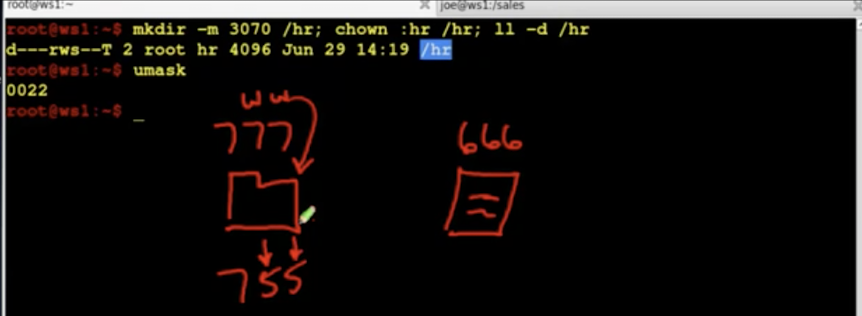 root@ws1:~
joe@ws1:/sales
root@ws1:~$ mkdir -m 3070 /hr; chown :hr /hr; ll -d /hr
d---rws--T 2 root hr 4096 Jun 29 14:19 /hr
root@ws1:~$ umask
0022
root@ws1:~$ _
w w
777
666
755